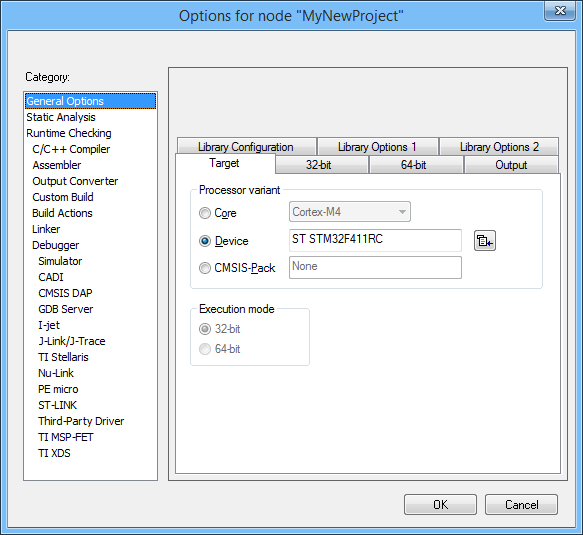 Options for node "MyNewProject"
Category:
General Options
Static Analysis
Runtime Checking
C/C++ Compiler
Assembler
Output Converter
Custom Build
Build Actions
Linker
Debugger
Simulator
CADI
CMSIS DAP
GDB Server
I-jet
J-Link/J-Trace
TI Stellaris
Nu-Link
PE micro
ST-LINK
Third-Party Driver
TI MSP-FET
TI XDS
Library Configuration Library Options 1 Library Options 2
Target 32-bit 64-bit Output
Processor variant
Core Cortex-M4
Device ST STM32F411RC
CMSIS-Pack None
Execution mode
32-bit
64-bit
OK Cancel